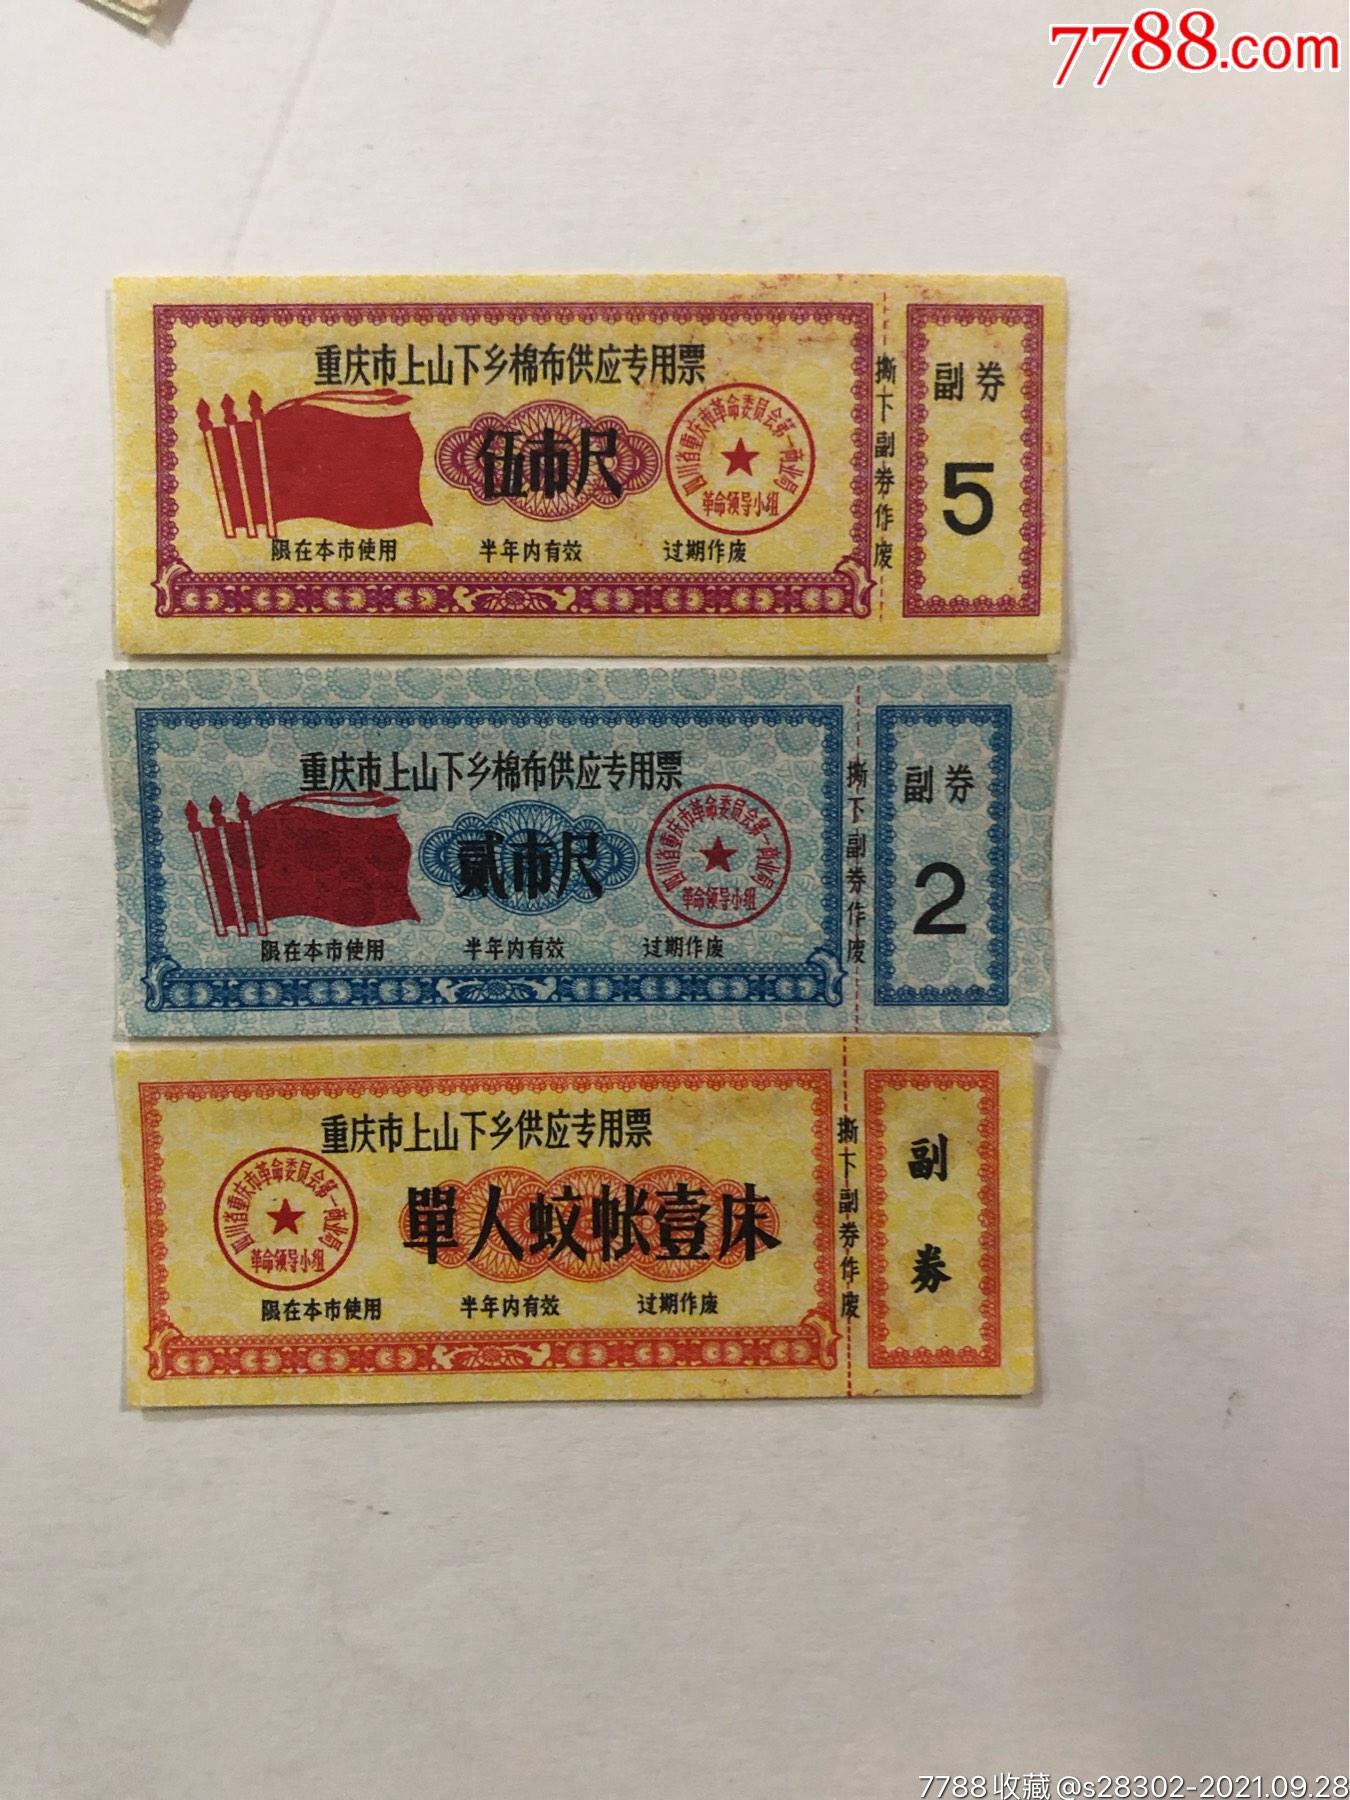 7788.com
重庆市上山下乡棉布供应专用票
伍市尺
四川省重庆市革命委员会第一商业局
革命领导小组
限在本市使用 半年内有效 过期作废
撕下副券作废
副券
5
重庆市上山下乡棉布供应专用票
贰市尺
四川省重庆市革命委员会第一商业局
革命领导小组
限在本市使用 半年内有效 过期作废
撕下副券作废
副券
2
重庆市上山下乡供应专用票
單人蚊帐壹床
四川省重庆市革命委员会第一商业局
革命领导小组
限在本市使用 半年内有效 过期作废
撕下副券作废
副券
7788收藏@s28302-2021.09.28